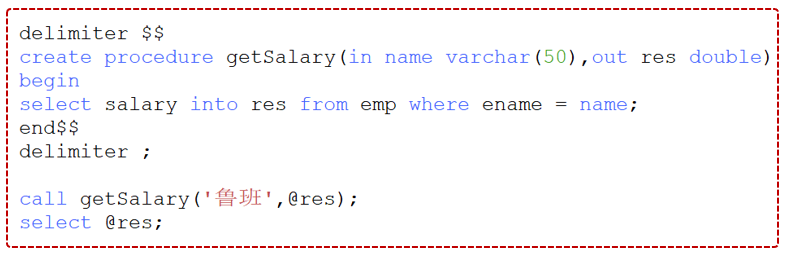 delimiter $$
create procedure getSalary(in name varchar(50),out res double)
begin
select salary into res from emp where ename = name;
end$$
delimiter ;
call getSalary('鲁班',@res);
select @res;